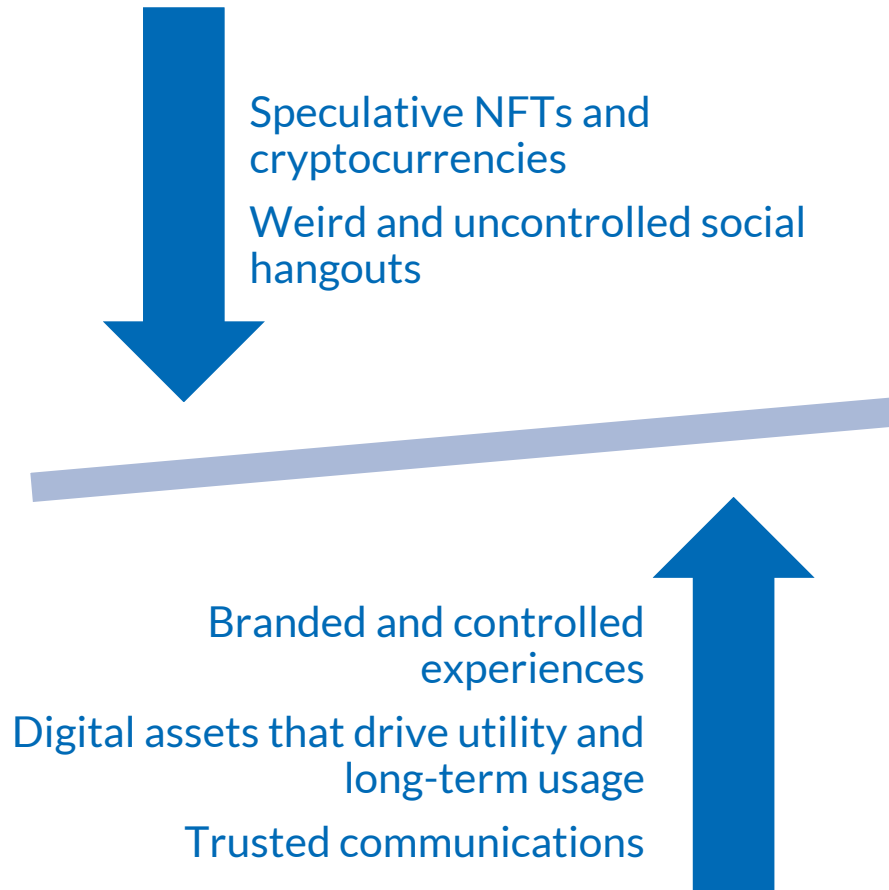 Speculative NFTs and
cryptocurrencies
Weird and uncontrolled social
hangouts
Branded and controlled
experiences
Digital assets that drive utility and
long-term usage
Trusted communications